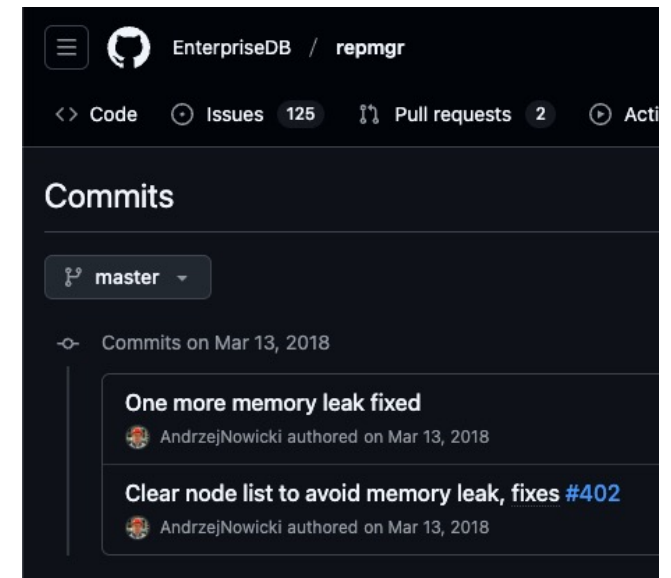 EnterpriseDB / repmgr
<> Code Issues 125 Pull requests 2 Acti
Commits
master
Commits on Mar 13, 2018
One more memory leak fixed
AndrzejNowicki authored on Mar 13, 2018
Clear node list to avoid memory leak, fixes #402
AndrzejNowicki authored on Mar 13, 2018